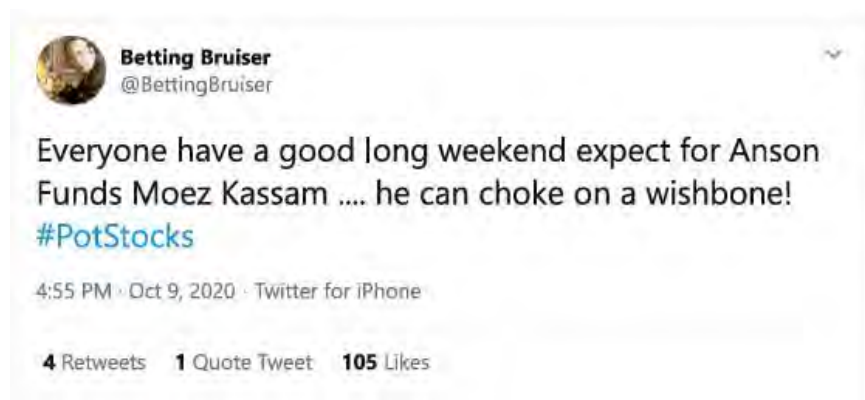 Betting Bruiser
@BettingBruiser
Everyone have a good long weekend expect for Anson
Funds Moez Kassam .... he can choke on a wishbone!
#PotStocks
4:55 PM · Oct 9, 2020 · Twitter for iPhone
4 Retweets 1 Quote Tweet 105 Likes